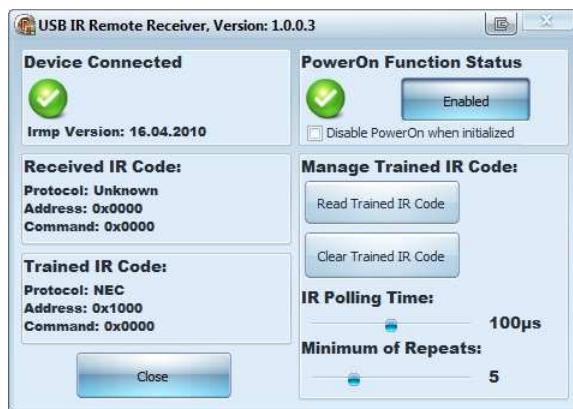 USB IR Remote Receiver, Version: 1.0.0.3
Device Connected
Irmp Version: 16.04.2010
PowerOn Function Status
Enabled
Disable PowerOn when initialized
Received IR Code:
Protocol: Unknown
Address: 0x0000
Command: 0x0000
Trained IR Code:
Protocol: NEC
Address: 0x1000
Command: 0x0000
Close
Manage Trained IR Code:
Read Trained IR Code
Clear Trained IR Code
IR Polling Time:
100µs
Minimum of Repeats:
5